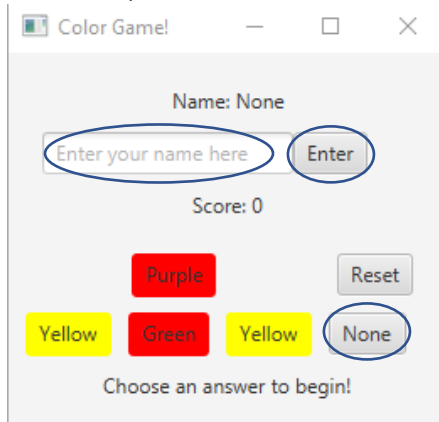 Color Game!
Name: None
Enter your name here Enter
Score: 0
Purple Reset
Yellow Green Yellow None
Choose an answer to begin!